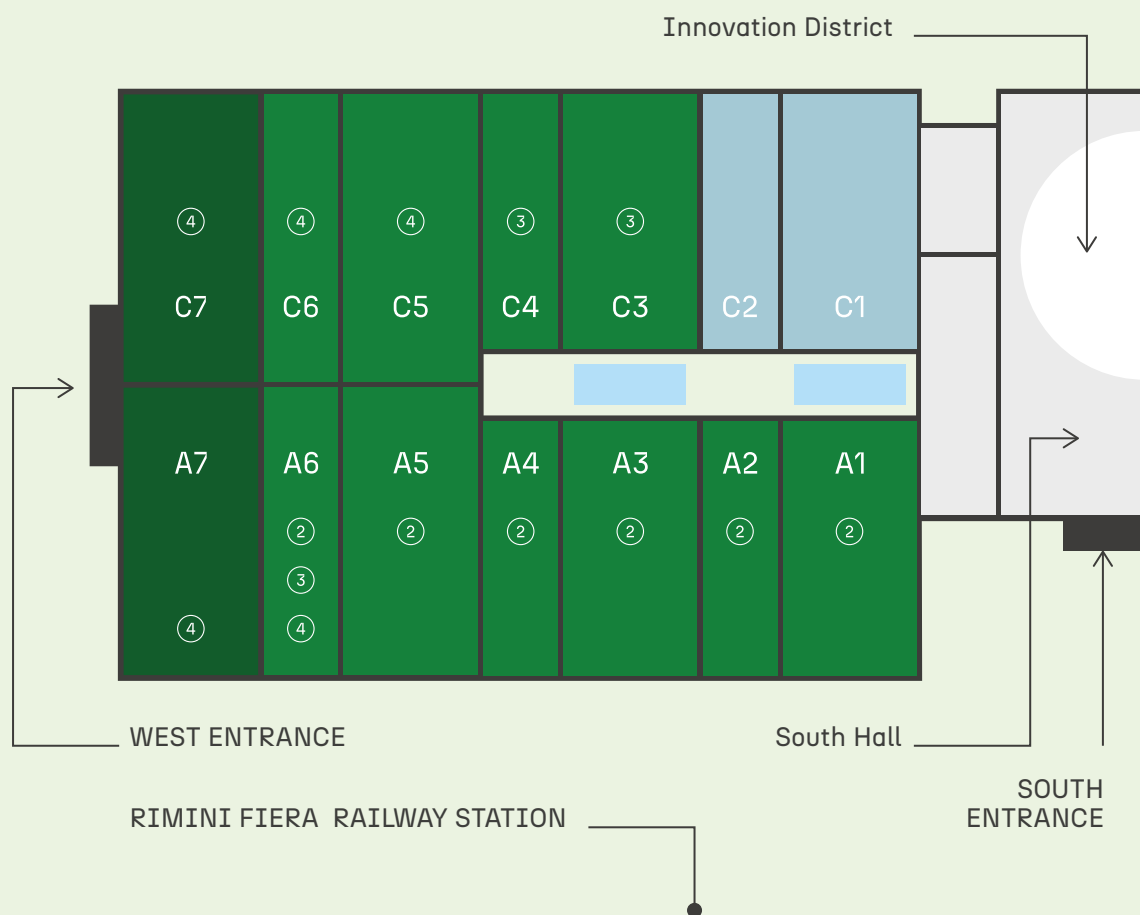 Innovation District
4
4
4
3
3
C7
C6
C5
C4
C3
C2
C1
A7
A6
A5
A4
A3
A2
A1
2
2
2
2
2
2
3
4
4
WEST ENTRANCE
South Hall
SOUTH
ENTRANCE
RIMINI FIERA RAILWAY STATION